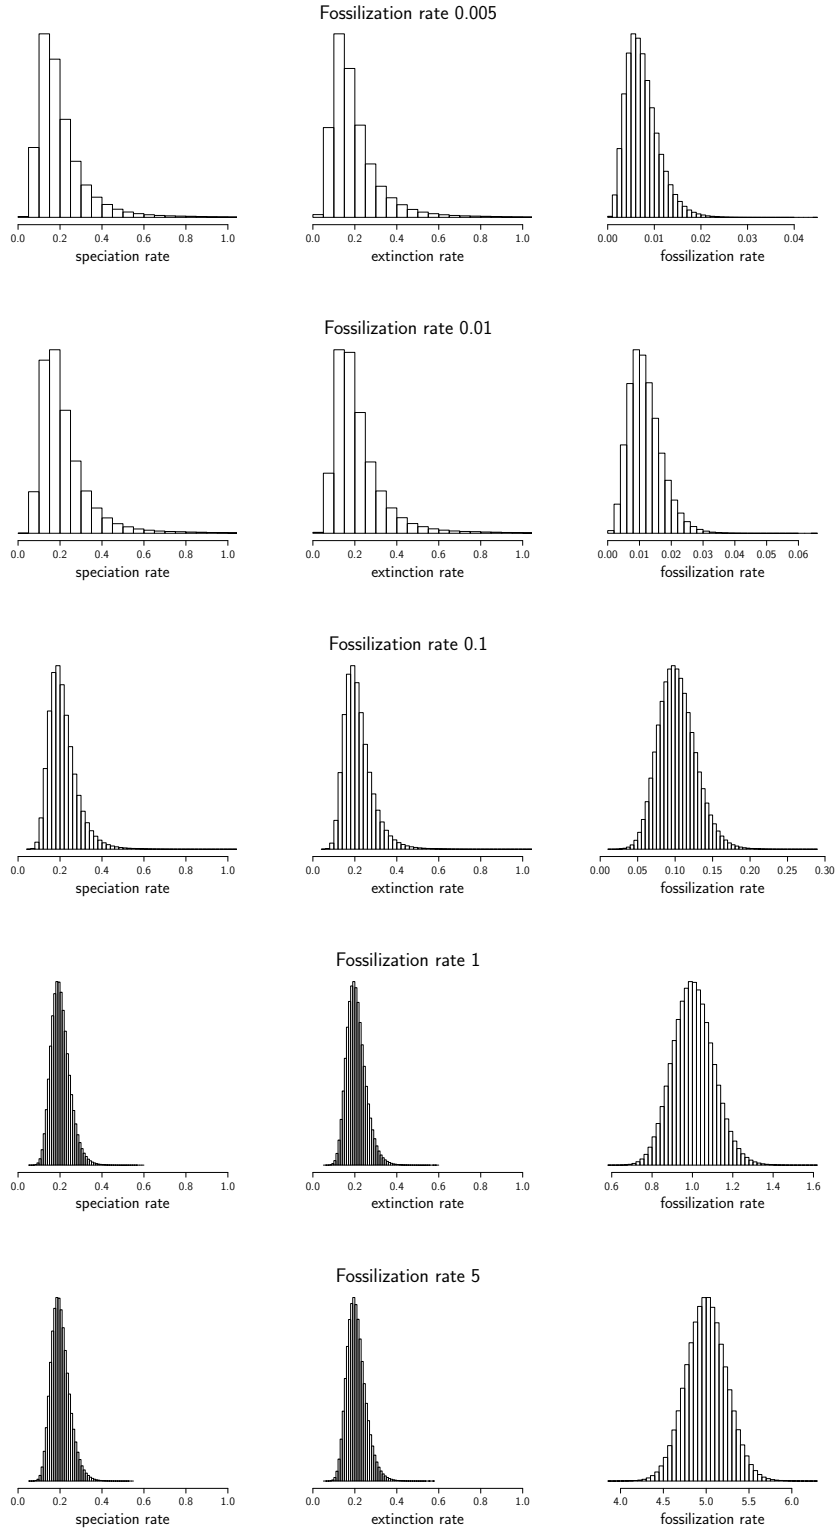 Fossilization rate 0.005
0.0 0.2 0.4 0.6 0.8 1.0 0.0 0.2 0.4 0.6 0.8 1.0 0.00 0.01 0.02 0.03 0.04
speciation rate extinction rate fossilization rate
Fossilization rate 0.01
0.0 0.2 0.4 0.6 0.8 1.0 0.0 0.2 0.4 0.6 0.8 1.0 0.00 0.01 0.02 0.03 0.04 0.05 0.06
speciation rate extinction rate fossilization rate
Fossilization rate 0.1
0.0 0.2 0.4 0.6 0.8 1.0 0.0 0.2 0.4 0.6 0.8 1.0 0.00 0.05 0.10 0.15 0.20 0.25 0.30
speciation rate extinction rate fossilization rate
Fossilization rate 1
0.0 0.2 0.4 0.6 0.8 1.0 0.0 0.2 0.4 0.6 0.8 1.0 0.6 0.8 1.0 1.2 1.4 1.6
speciation rate extinction rate fossilization rate
Fossilization rate 5
0.0 0.2 0.4 0.6 0.8 1.0 0.0 0.2 0.4 0.6 0.8 1.0 4.0 4.5 5.0 5.5 6.0
speciation rate extinction rate fossilization rate